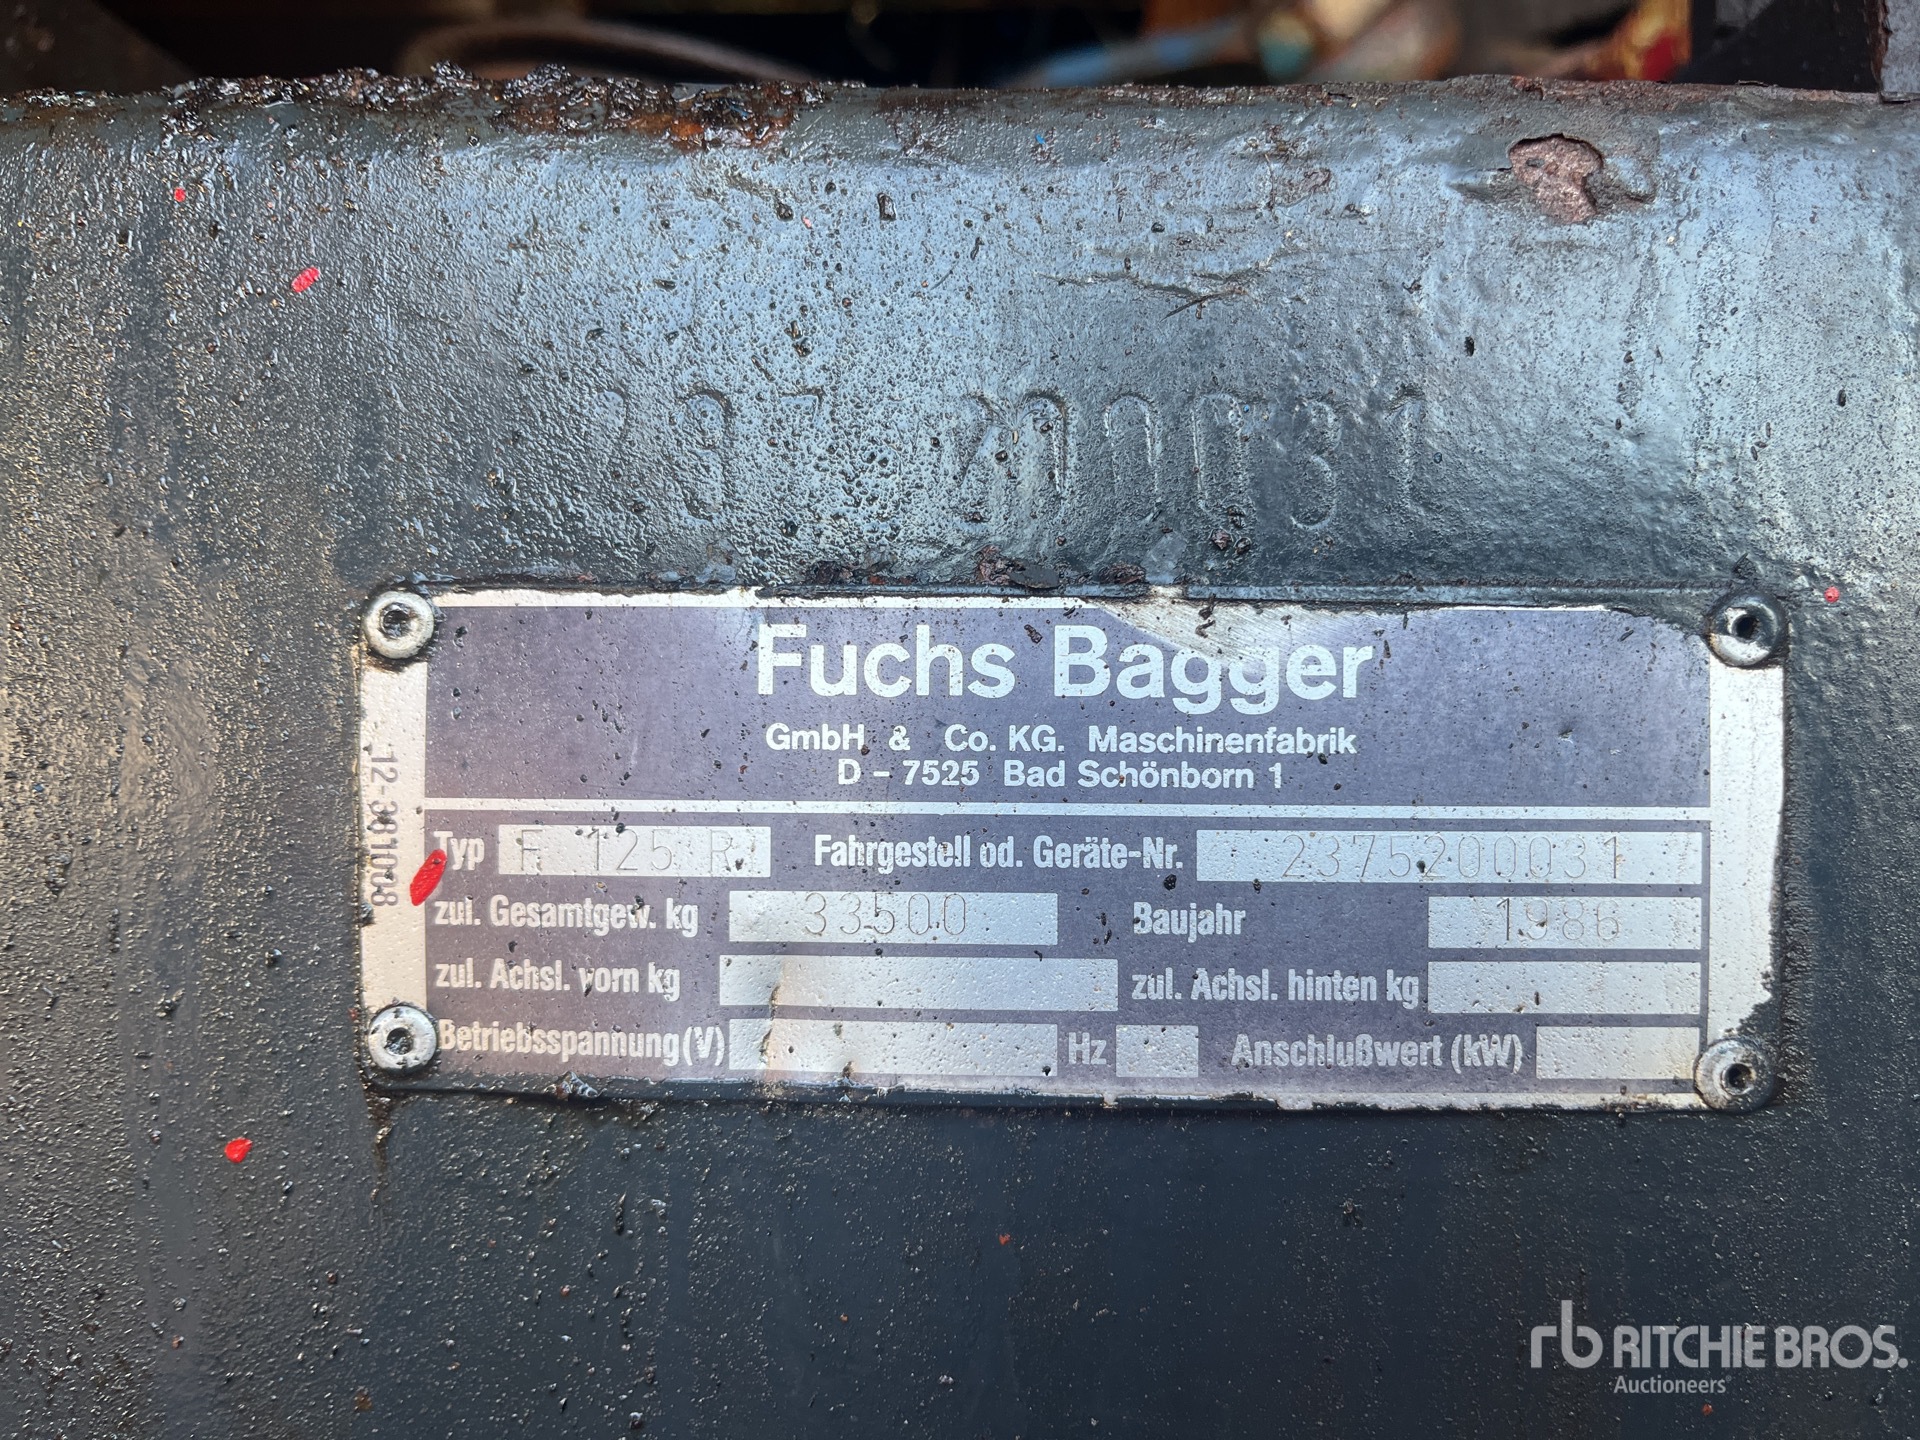 Fuchs Bagger
GmbH & Co. KG. Maschinenfabrik
D - 7525 Bad Schönborn 1
12-361008
Typ F 125 R Fahrgestell od. Geräte-Nr. 2375200031
zul. Gesamtgew. kg 33500 Baujahr 1986
zul. Achsl. vorn kg zul. Achsl. hinten kg
Betriebsspannung (V) Hz Anschlußwert (kW)
rb RITCHIE BROS.
Auctioneers